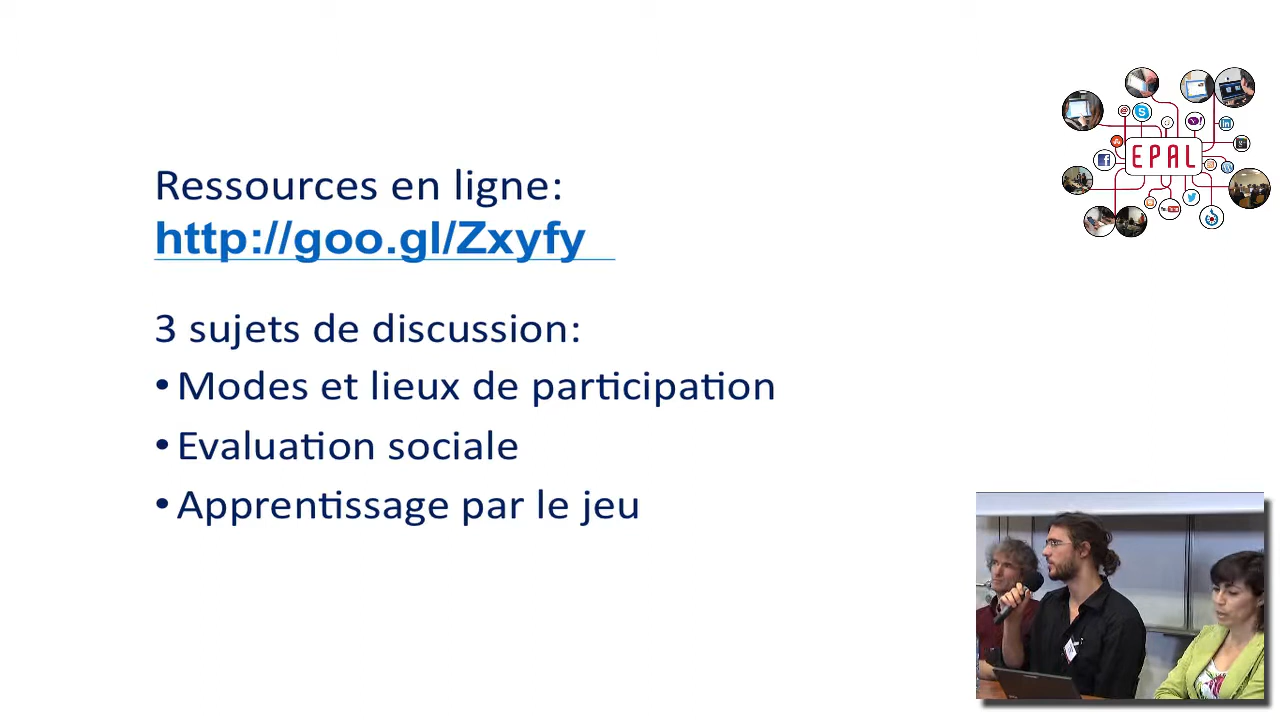 Ressources en ligne:
http://goo.gl/Zxyfy
3 sujets de discussion:
• Modes et lieux de participation
• Evaluation sociale
• Apprentissage par le jeu
EPAL